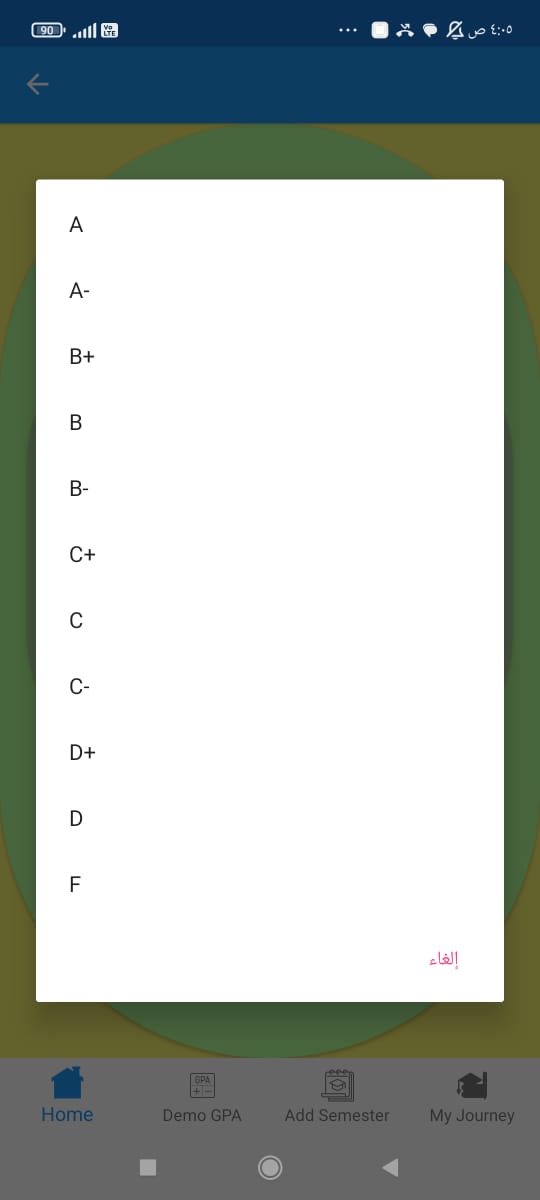 90
Vo
LTE
٤:٠٥ ص
A
A-
B+
B
B-
C+
C
C-
D+
D
F
إلغاء
GPA
Home
Demo GPA
Add Semester
My Journey